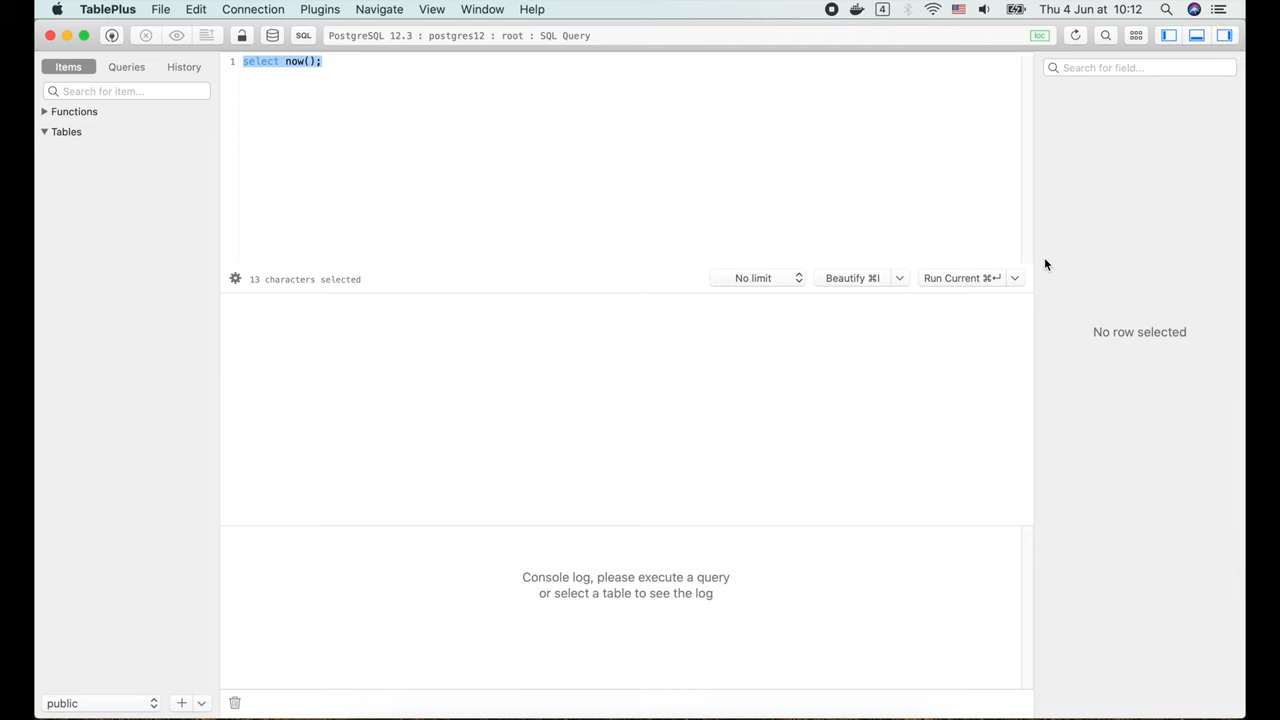 TablePlus File Edit Connection Plugins Navigate View Window Help 4 Thu 4 Jun at 10:12
SQL PostgreSQL 12.3 : postgres12 : root : SQL Query loc
Items Queries History
Search for item...
Functions
Tables
1 select now();
13 characters selected No limit Beautify ⌘I Run Current ⌘↵
Search for field...
No row selected
Console log, please execute a query
or select a table to see the log
public